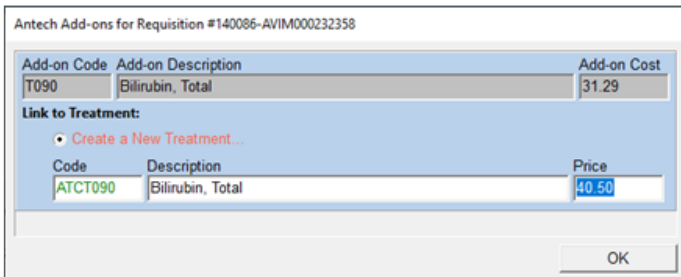 Antech Add-ons for Requisition #140086-AVIM000232358
Add-on Code Add-on Description Add-on Cost
T090 Bilirubin, Total 31.29
Link to Treatment:
Create a New Treatment...
Code Description Price
ATCT090 Bilirubin, Total 40.50
OK